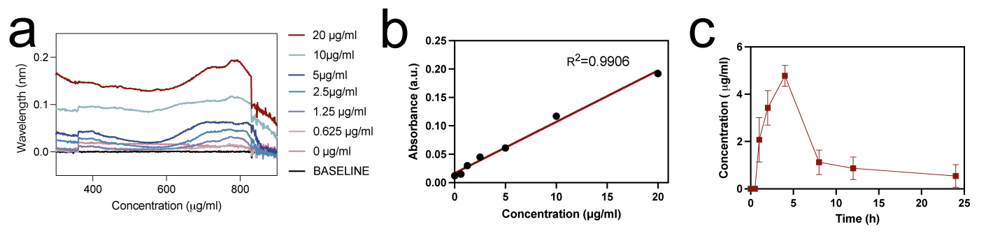 a
Wavelength (nm)
0.2
0.1
0.0
400
600
800
Concentration (μg/ml)
20 μg/ml
10μg/ml
5μg/ml
2.5μg/ml
1.25 μg/ml
0.625 μg/ml
0 μg/ml
BASELINE
b
Absorbance (a.u.)
0.25
0.20
0.15
0.10
0.05
0.00
R²=0.9906
0
5
10
15
20
Concentration (μg/ml)
c
Concentration ( μg/ml)
6
4
2
0
0
5
10
15
20
25
Time (h)